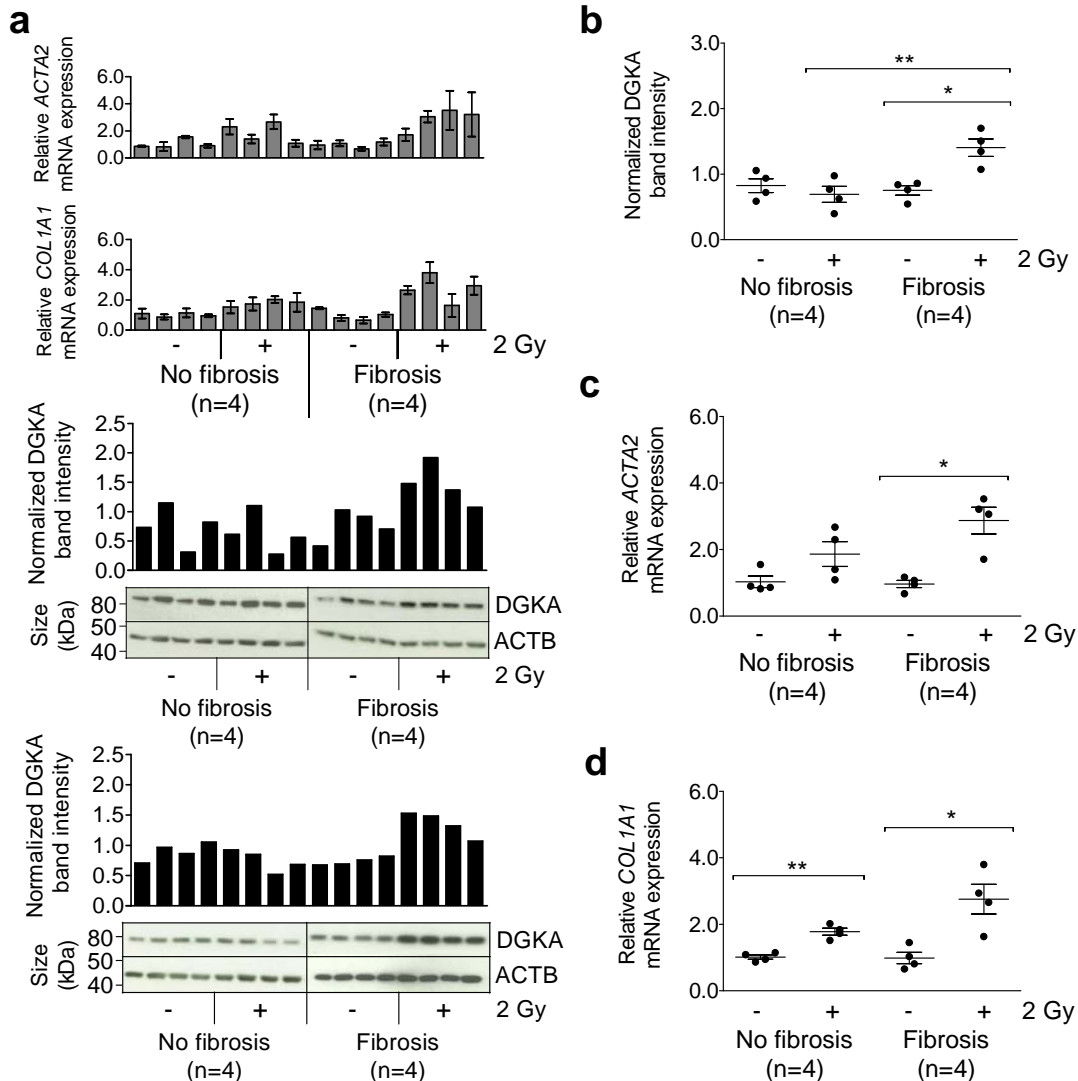 a
Relative ACTA2
mRNA expression
6.0
4.0
2.0
0.0
Relative COL1A1
mRNA expression
6.0
4.0
2.0
0.0
- + - + 2 Gy
No fibrosis Fibrosis
(n=4) (n=4)
Normalized DGKA
band intensity
2.5
2.0
1.5
1.0
0.5
0.0
Size
(kDa)
80
50
40
DGKA
ACTB
- + - + 2 Gy
No fibrosis Fibrosis
(n=4) (n=4)
Normalized DGKA
band intensity
2.5
2.0
1.5
1.0
0.5
0.0
Size
(kDa)
80
50
40
DGKA
ACTB
- + - + 2 Gy
No fibrosis Fibrosis
(n=4) (n=4)
b
Normalized DGKA
band intensity
3.0
2.0
1.0
0.0
**
*
- + - + 2 Gy
No fibrosis Fibrosis
(n=4) (n=4)
c
Relative ACTA2
mRNA expression
6.0
4.0
2.0
0.0
*
- + - + 2 Gy
No fibrosis Fibrosis
(n=4) (n=4)
d
Relative COL1A1
mRNA expression
6.0
4.0
2.0
0.0
**
*
- + - + 2 Gy
No fibrosis Fibrosis
(n=4) (n=4)